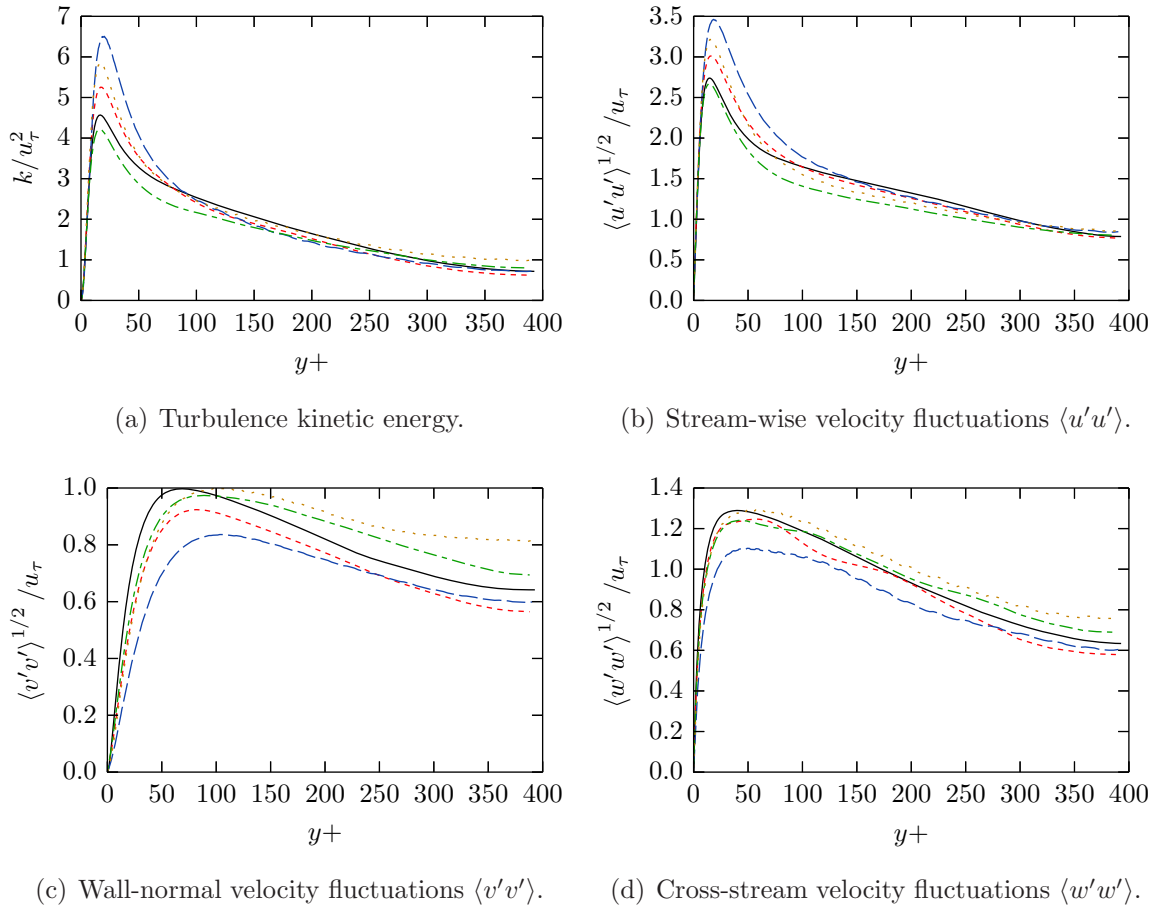 7
6
5
4
3
2
1
0
k/u_τ^2
0 50 100 150 200 250 300 350 400
y+
(a) Turbulence kinetic energy.
3.5
3.0
2.5
2.0
1.5
1.0
0.5
0.0
⟨u′u′⟩^{1/2} /u_τ
0 50 100 150 200 250 300 350 400
y+
(b) Stream-wise velocity fluctuations ⟨u′u′⟩.
1.0
0.8
0.6
0.4
0.2
0.0
⟨v′v′⟩^{1/2} /u_τ
0 50 100 150 200 250 300 350 400
y+
(c) Wall-normal velocity fluctuations ⟨v′v′⟩.
1.4
1.2
1.0
0.8
0.6
0.4
0.2
0.0
⟨w′w′⟩^{1/2} /u_τ
0 50 100 150 200 250 300 350 400
y+
(d) Cross-stream velocity fluctuations ⟨w′w′⟩.